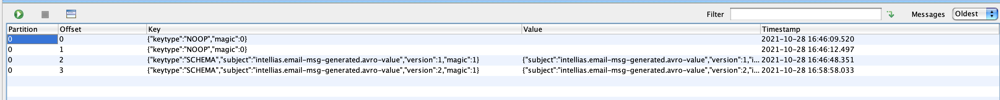 Filter Messages Oldest
Partition Offset Key Value Timestamp
0 0 {"keytype":"NOOP","magic":0} 2021-10-28 16:46:09.520
0 1 {"keytype":"NOOP","magic":0} 2021-10-28 16:46:12.497
0 2 {"keytype":"SCHEMA","subject":"intellias.email-msg-generated.avro-value","version":1,"magic":1} {"subject":"intellias.email-msg-generated.avro-value","version":1,"i... 2021-10-28 16:46:48.351
0 3 {"keytype":"SCHEMA","subject":"intellias.email-msg-generated.avro-value","version":2,"magic":1} {"subject":"intellias.email-msg-generated.avro-value","version":2,"i... 2021-10-28 16:58:58.033